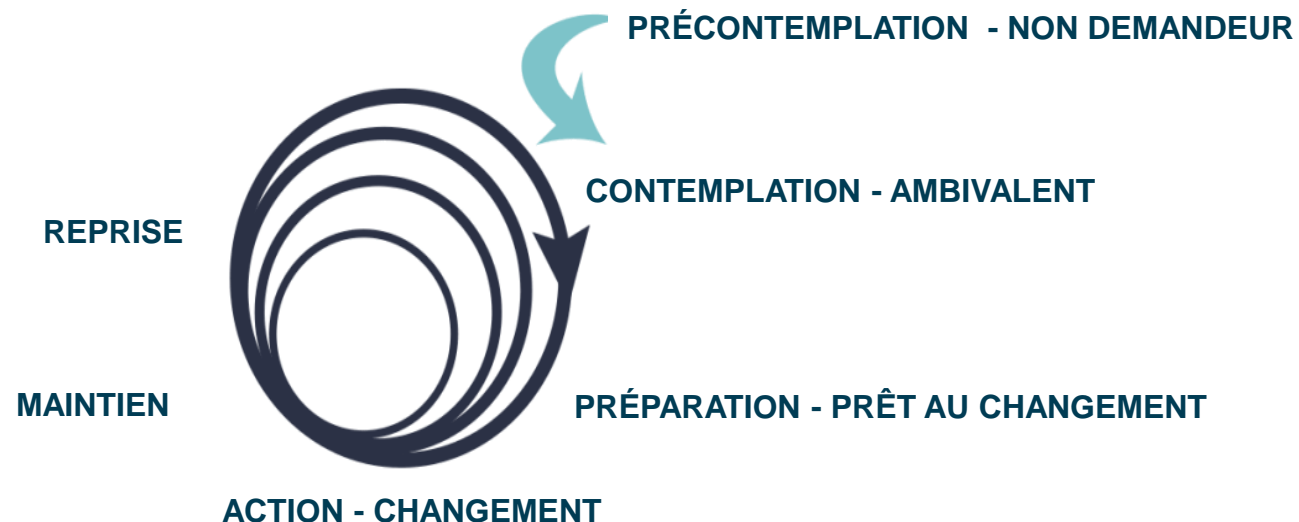 PRÉCONTEMPLATION - NON DEMANDEUR
CONTEMPLATION - AMBIVALENT
REPRISE
MAINTIEN
PRÉPARATION - PRÊT AU CHANGEMENT
ACTION - CHANGEMENT